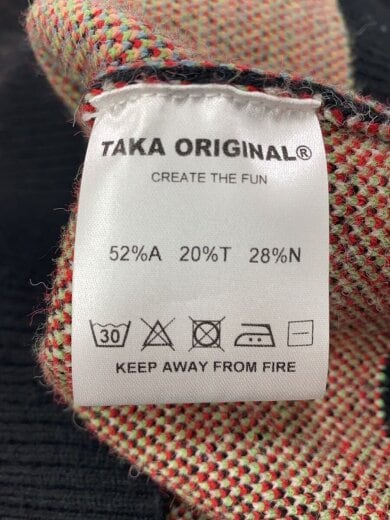 TAKA ORIGINAL®
CREATE THE FUN
52%A 20%T 28%N
30
KEEP AWAY FROM FIRE